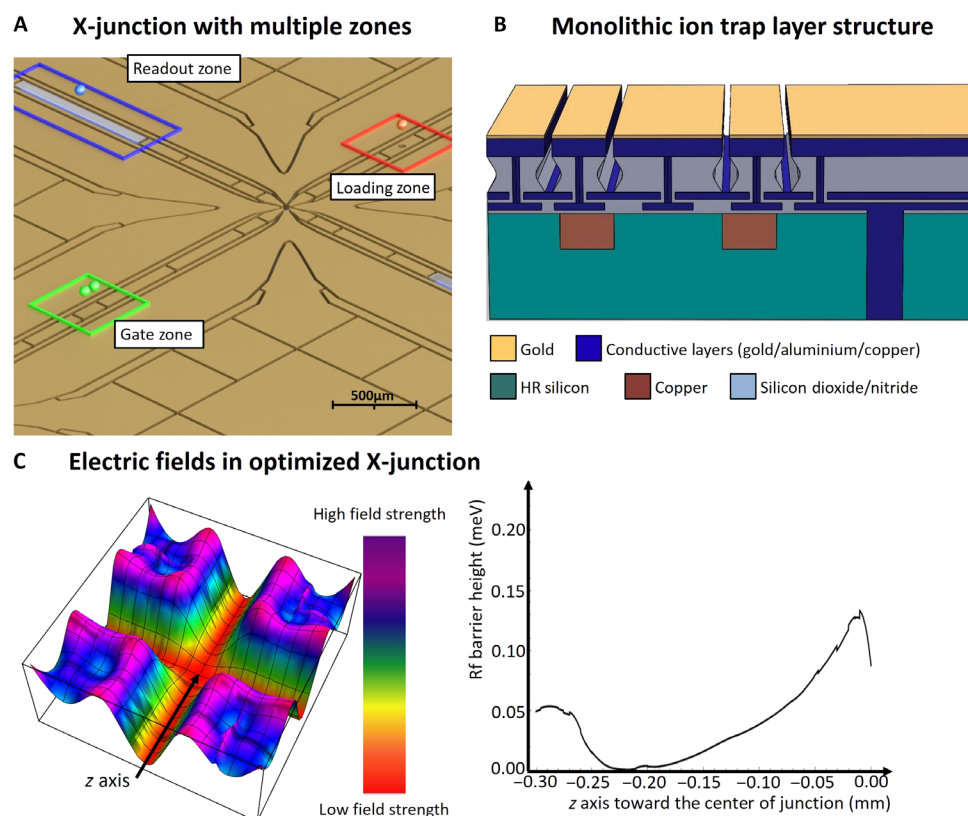 A X-junction with multiple zones
Readout zone
Loading zone
Gate zone
500µm
B Monolithic ion trap layer structure
Gold
Conductive layers (gold/aluminium/copper)
HR silicon
Copper
Silicon dioxide/nitride
C Electric fields in optimized X-junction
High field strength
Low field strength
z axis
Rf barrier height (meV)
0.20
0.15
0.10
0.05
0.00
−0.30 −0.25 −0.20 −0.15 −0.10 −0.05 0.00
z axis toward the center of junction (mm)